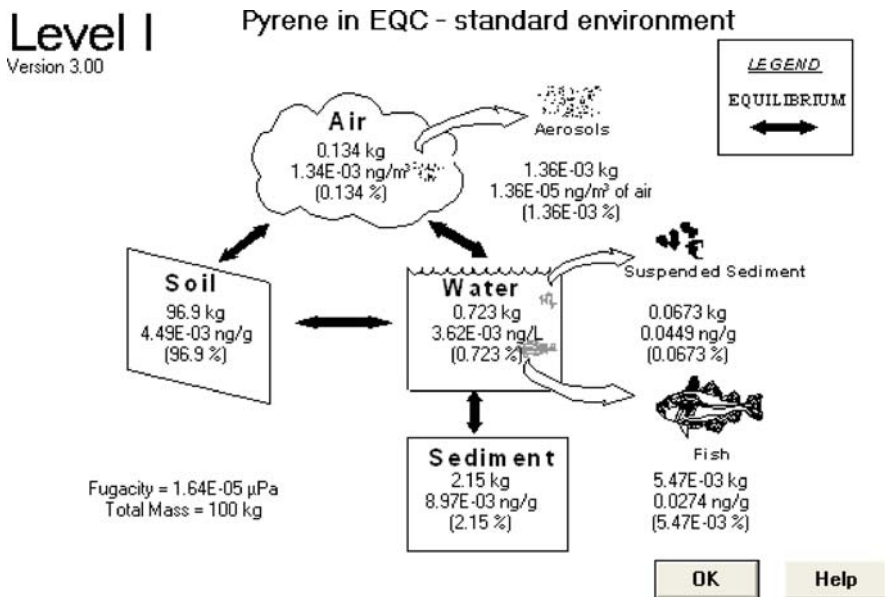 Level I
Version 3.00
Pyrene in EQC - standard environment
LEGEND
EQUILIBRIUM
Air
0.134 kg
1.34E-03 ng/m³
(0.134 %)
Aerosols
1.36E-03 kg
1.36E-05 ng/m³ of air
(1.36E-03 %)
Soil
96.9 kg
4.49E-03 ng/g
(96.9 %)
Water
0.723 kg
3.62E-03 ng/L
(0.723 %)
Suspended Sediment
0.0673 kg
0.0449 ng/g
(0.0673 %)
Sediment
2.15 kg
8.97E-03 ng/g
(2.15 %)
Fish
5.47E-03 kg
0.0274 ng/g
(5.47E-03 %)
Fugacity = 1.64E-05 µPa
Total Mass = 100 kg
OK
Help